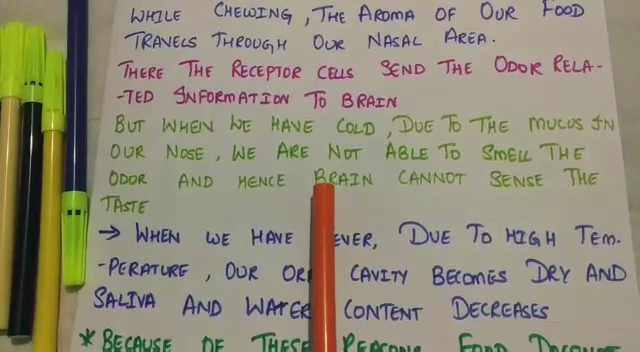 WHILE CHEWING, THE AROMA OF OUR FOOD
TRAVELS THROUGH OUR NASAL AREA.
THERE THE RECEPTOR CELLS SEND THE ODOR RELA-
-TED INFORMATION TO BRAIN
BUT WHEN WE HAVE COLD, DUE TO THE MUCUS IN
OUR NOSE, WE ARE NOT ABLE TO SMELL THE
ODOR AND HENCE BRAIN CANNOT SENSE THE
TASTE
→ WHEN WE HAVE EVER, DUE TO HIGH TEM-
-PERATURE, OUR CAVITY BECOMES DRY AND
SALIVA AND WATER CONTENT DECREASES
* BECAUSE OF THESE REASONS FOOD